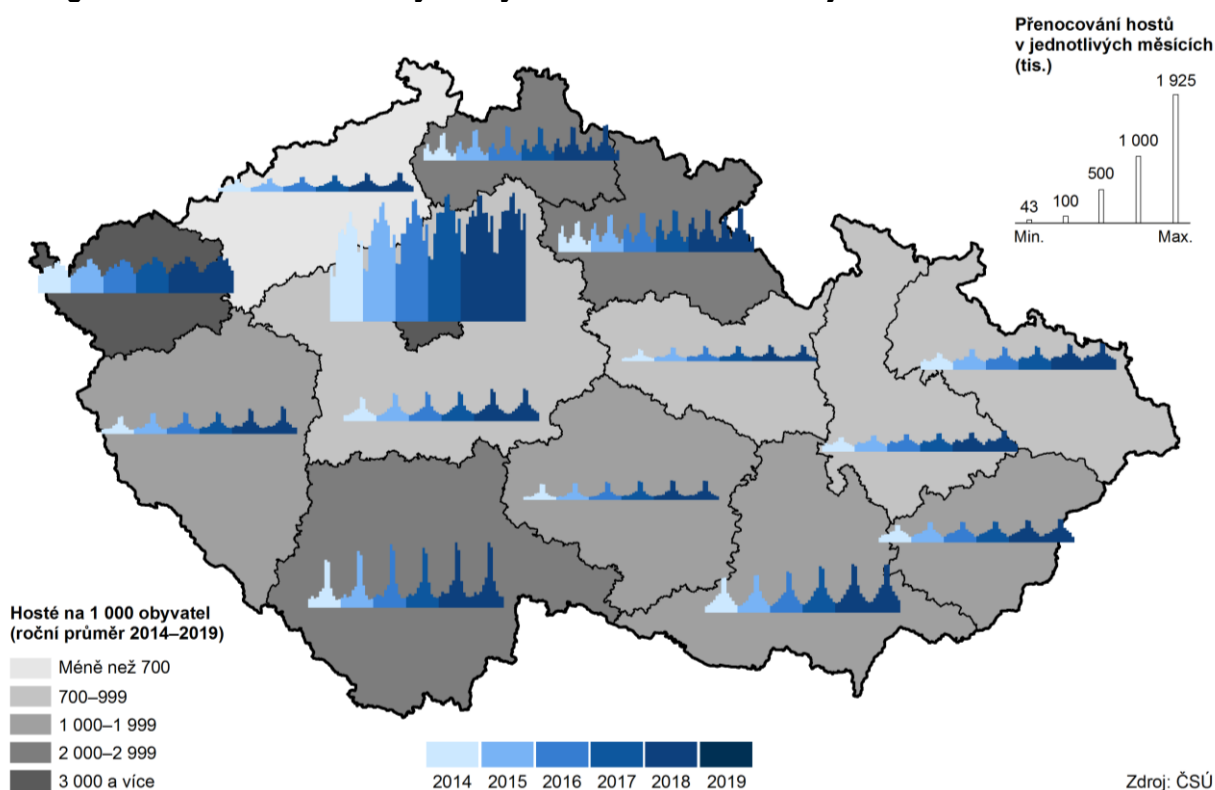 Přenocování hostů
v jednotlivých měsících
(tis.)
1 925
1 000
500
100
43
Min.
Max.
Hosté na 1 000 obyvatel
(roční průměr 2014–2019)
Méně než 700
700–999
1 000–1 999
2 000–2 999
3 000 a více
2014 2015 2016 2017 2018 2019
Zdroj: ČSÚ